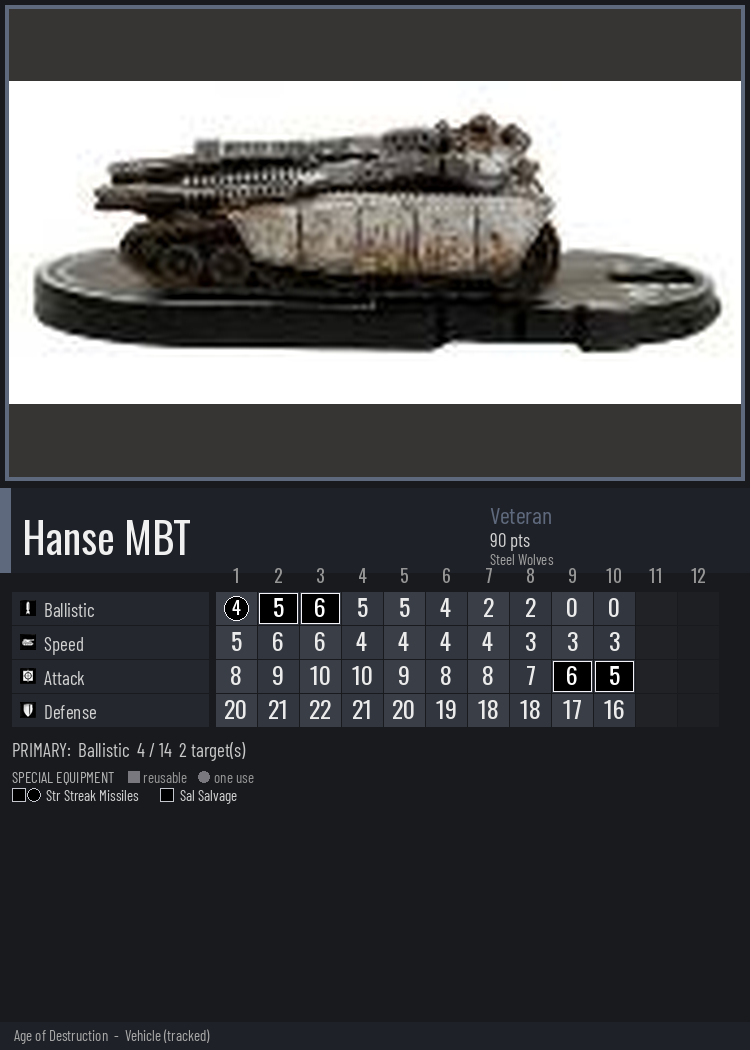 Hanse MBT
Veteran
90 pts
Steel Wolves
1 2 3 4 5 6 7 8 9 10 11 12
Ballistic 4 5 6 5 5 4 2 2 0 0
Speed 5 6 6 4 4 4 4 3 3 3
Attack 8 9 10 10 9 8 8 7 6 5
Defense 20 21 22 21 20 19 18 18 17 16
PRIMARY: Ballistic 4 / 14 2 target(s)
SPECIAL EQUIPMENT reusable one use
Str Streak Missiles Sal Salvage
Age of Destruction - Vehicle (tracked)